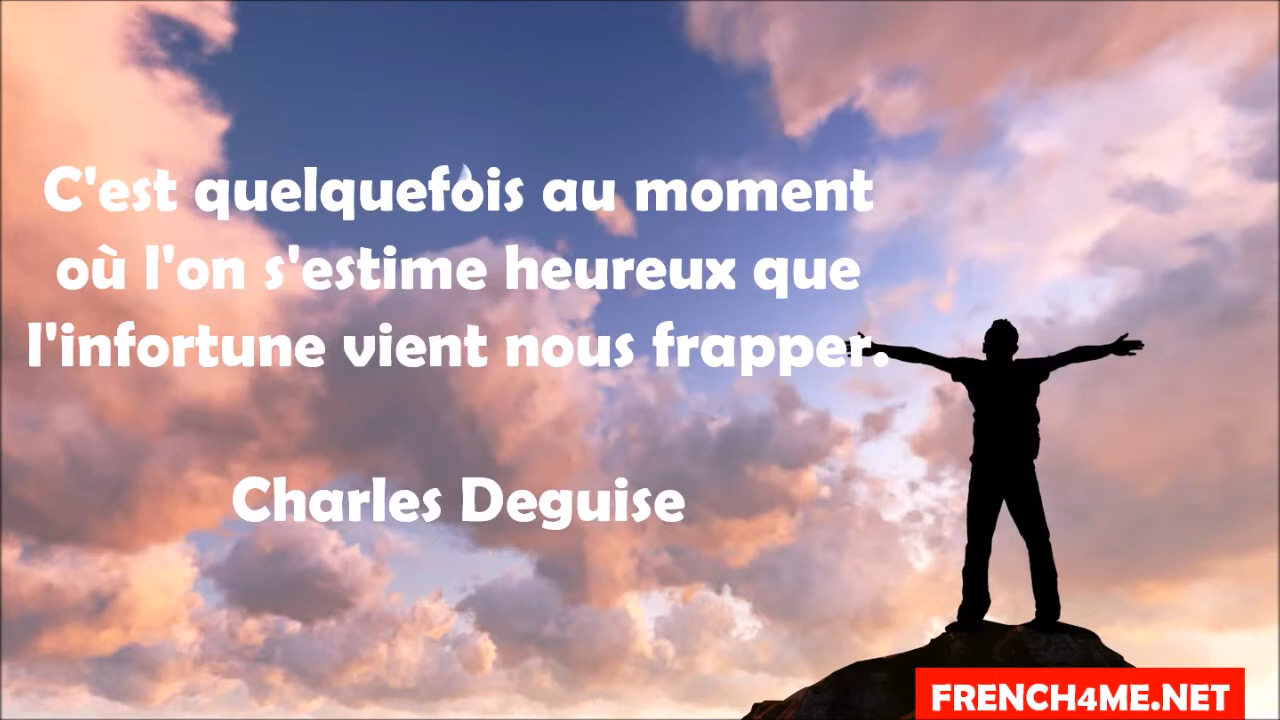 C'est quelquefois au moment
où l'on s'estime heureux que
l'infortune vient nous frapper.
Charles Deguise
FRENCH4ME.NET